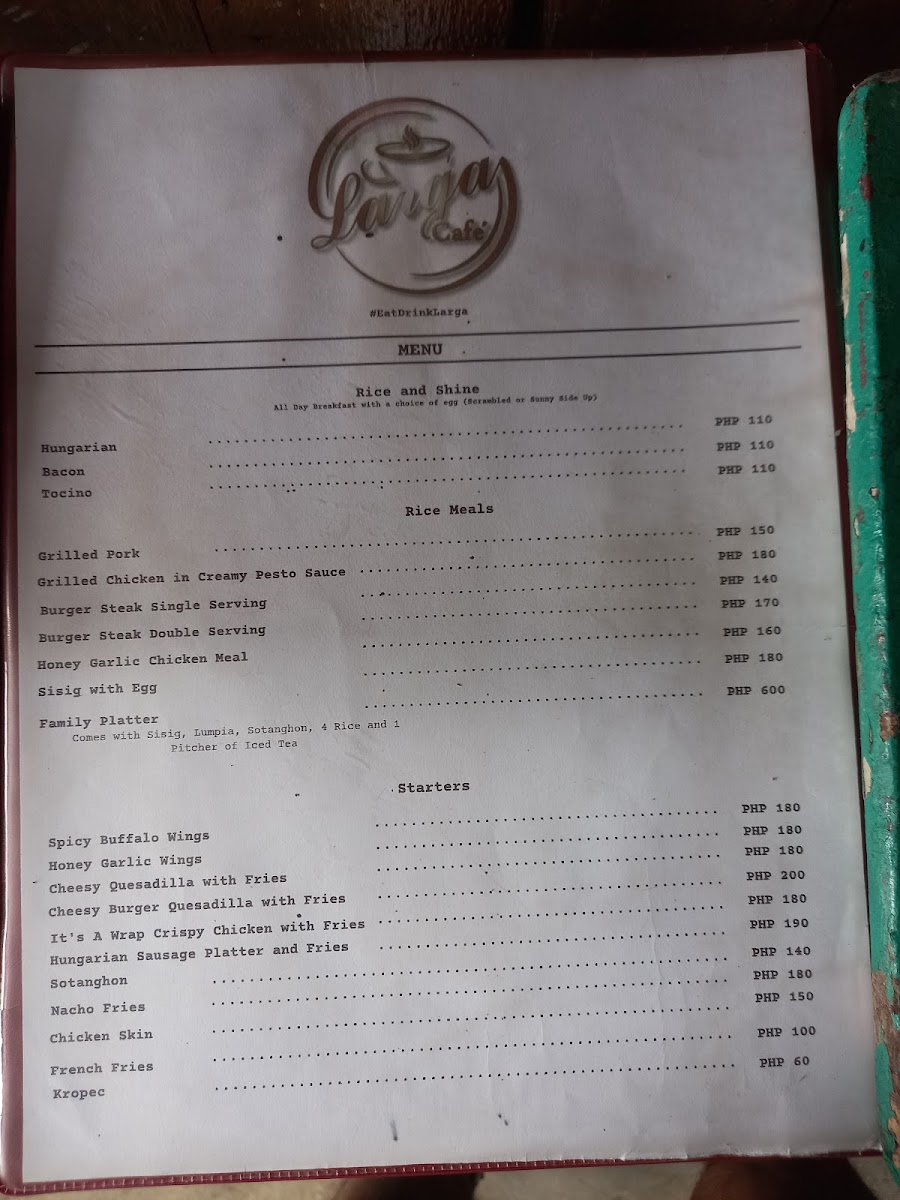 Larga
Café
#EatDrinkLarga
MENU
Rice and Shine
All Day Breakfast with a choice of egg (Scrambled or Sunny Side Up)
Hungarian PHP 110
Bacon PHP 110
Tocino PHP 110
Rice Meals
Grilled Pork PHP 150
Grilled Chicken in Creamy Pesto Sauce PHP 180
Burger Steak Single Serving PHP 140
Burger Steak Double Serving PHP 170
Honey Garlic Chicken Meal PHP 160
Sisig with Egg PHP 180
Family Platter PHP 600
Comes with Sisig, Lumpia, Sotanghon, 4 Rice and 1
Pitcher of Iced Tea
Starters
Spicy Buffalo Wings PHP 180
Honey Garlic Wings PHP 180
Cheesy Quesadilla with Fries PHP 180
Cheesy Burger Quesadilla with Fries PHP 200
It's A Wrap Crispy Chicken with Fries PHP 180
Hungarian Sausage Platter and Fries PHP 190
Sotanghon PHP 140
Nacho Fries PHP 180
Chicken Skin PHP 150
French Fries PHP 100
Kropec PHP 60